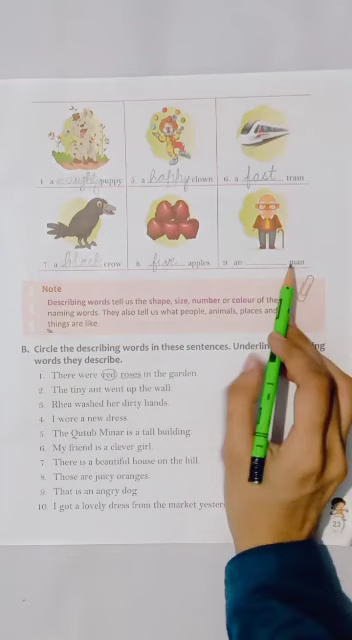 4. a naughty puppy 5. a happy clown 6. a fast train
7. a black crow 8. five apples 9. an ______ man
Note
Describing words tell us the shape, size, number or colour of the
naming words. They also tell us what people, animals, places and
things are like.
B. Circle the describing words in these sentences. Underlin ing
words they describe.
1. There were red roses in the garden.
2. The tiny ant went up the wall.
3. Rhea washed her dirty hands.
4. I wore a new dress.
5. The Qutub Minar is a tall building.
6. My friend is a clever girl.
7. There is a beautiful house on the hill.
8. Those are juicy oranges.
9. That is an angry dog.
10. I got a lovely dress from the market yester
23